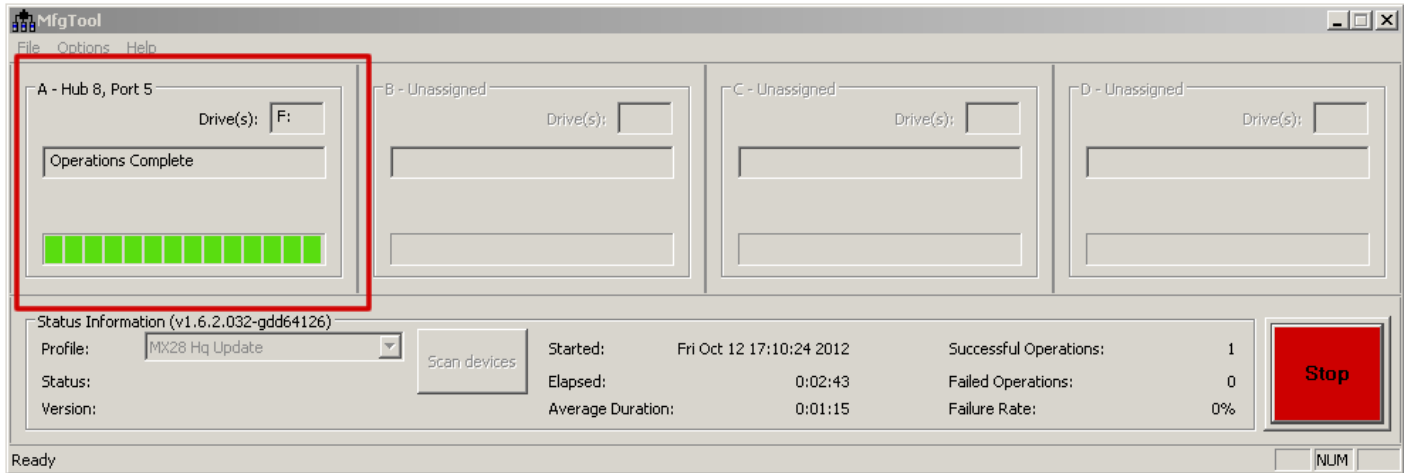 MfgTool
File Options Help
A - Hub 8, Port 5
Drive(s): F:
Operations Complete
B - Unassigned
Drive(s):
C - Unassigned
Drive(s):
D - Unassigned
Drive(s):
Status Information (v1.6.2.032-gdd64126)
Profile: MX28 Hq Update
Status:
Version:
Scan devices
Started: Fri Oct 12 17:10:24 2012
Elapsed: 0:02:43
Average Duration: 0:01:15
Successful Operations: 1
Failed Operations: 0
Failure Rate: 0%
Stop
Ready
NUM